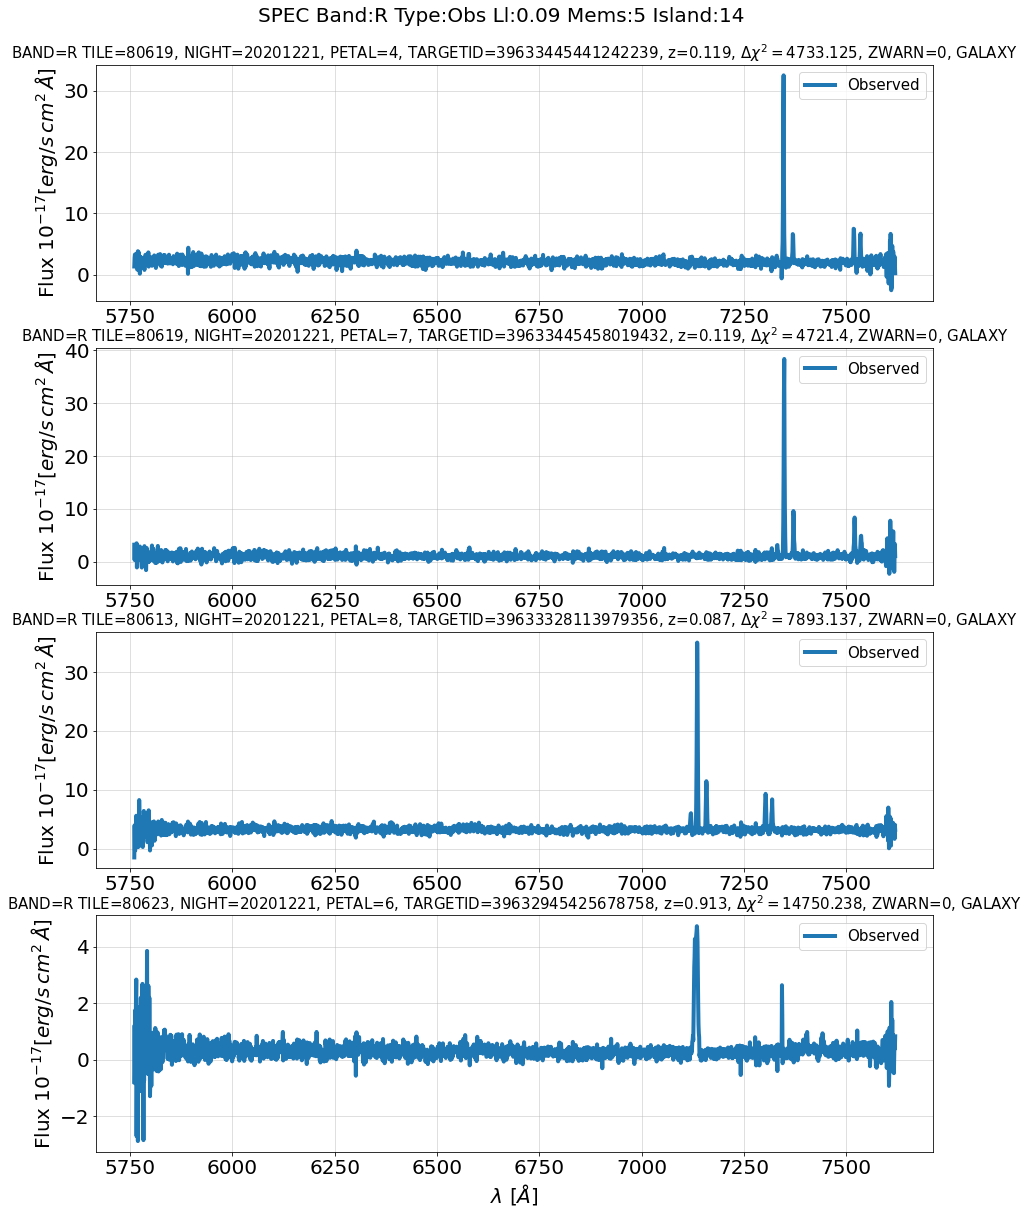 SPEC Band:R Type:Obs Ll:0.09 Mems:5 Island:14
BAND=R TILE=80619, NIGHT=20201221, PETAL=4, TARGETID=39633445441242239, z=0.119, Δχ² = 4733.125, ZWARN=0, GALAXY
Flux 10⁻¹⁷[erg/s cm² Å]
30
20
10
0
Observed
5750 6000 6250 6500 6750 7000 7250 7500
BAND=R TILE=80619, NIGHT=20201221, PETAL=7, TARGETID=39633445458019432, z=0.119, Δχ² = 4721.4, ZWARN=0, GALAXY
Flux 10⁻¹⁷[erg/s cm² Å]
40
30
20
10
0
Observed
5750 6000 6250 6500 6750 7000 7250 7500
BAND=R TILE=80613, NIGHT=20201221, PETAL=8, TARGETID=39633328113979356, z=0.087, Δχ² = 7893.137, ZWARN=0, GALAXY
Flux 10⁻¹⁷[erg/s cm² Å]
30
20
10
0
Observed
5750 6000 6250 6500 6750 7000 7250 7500
BAND=R TILE=80623, NIGHT=20201221, PETAL=6, TARGETID=39632945425678758, z=0.913, Δχ² = 14750.238, ZWARN=0, GALAXY
Flux 10⁻¹⁷[erg/s cm² Å]
4
2
0
−2
Observed
5750 6000 6250 6500 6750 7000 7250 7500
λ [Å]